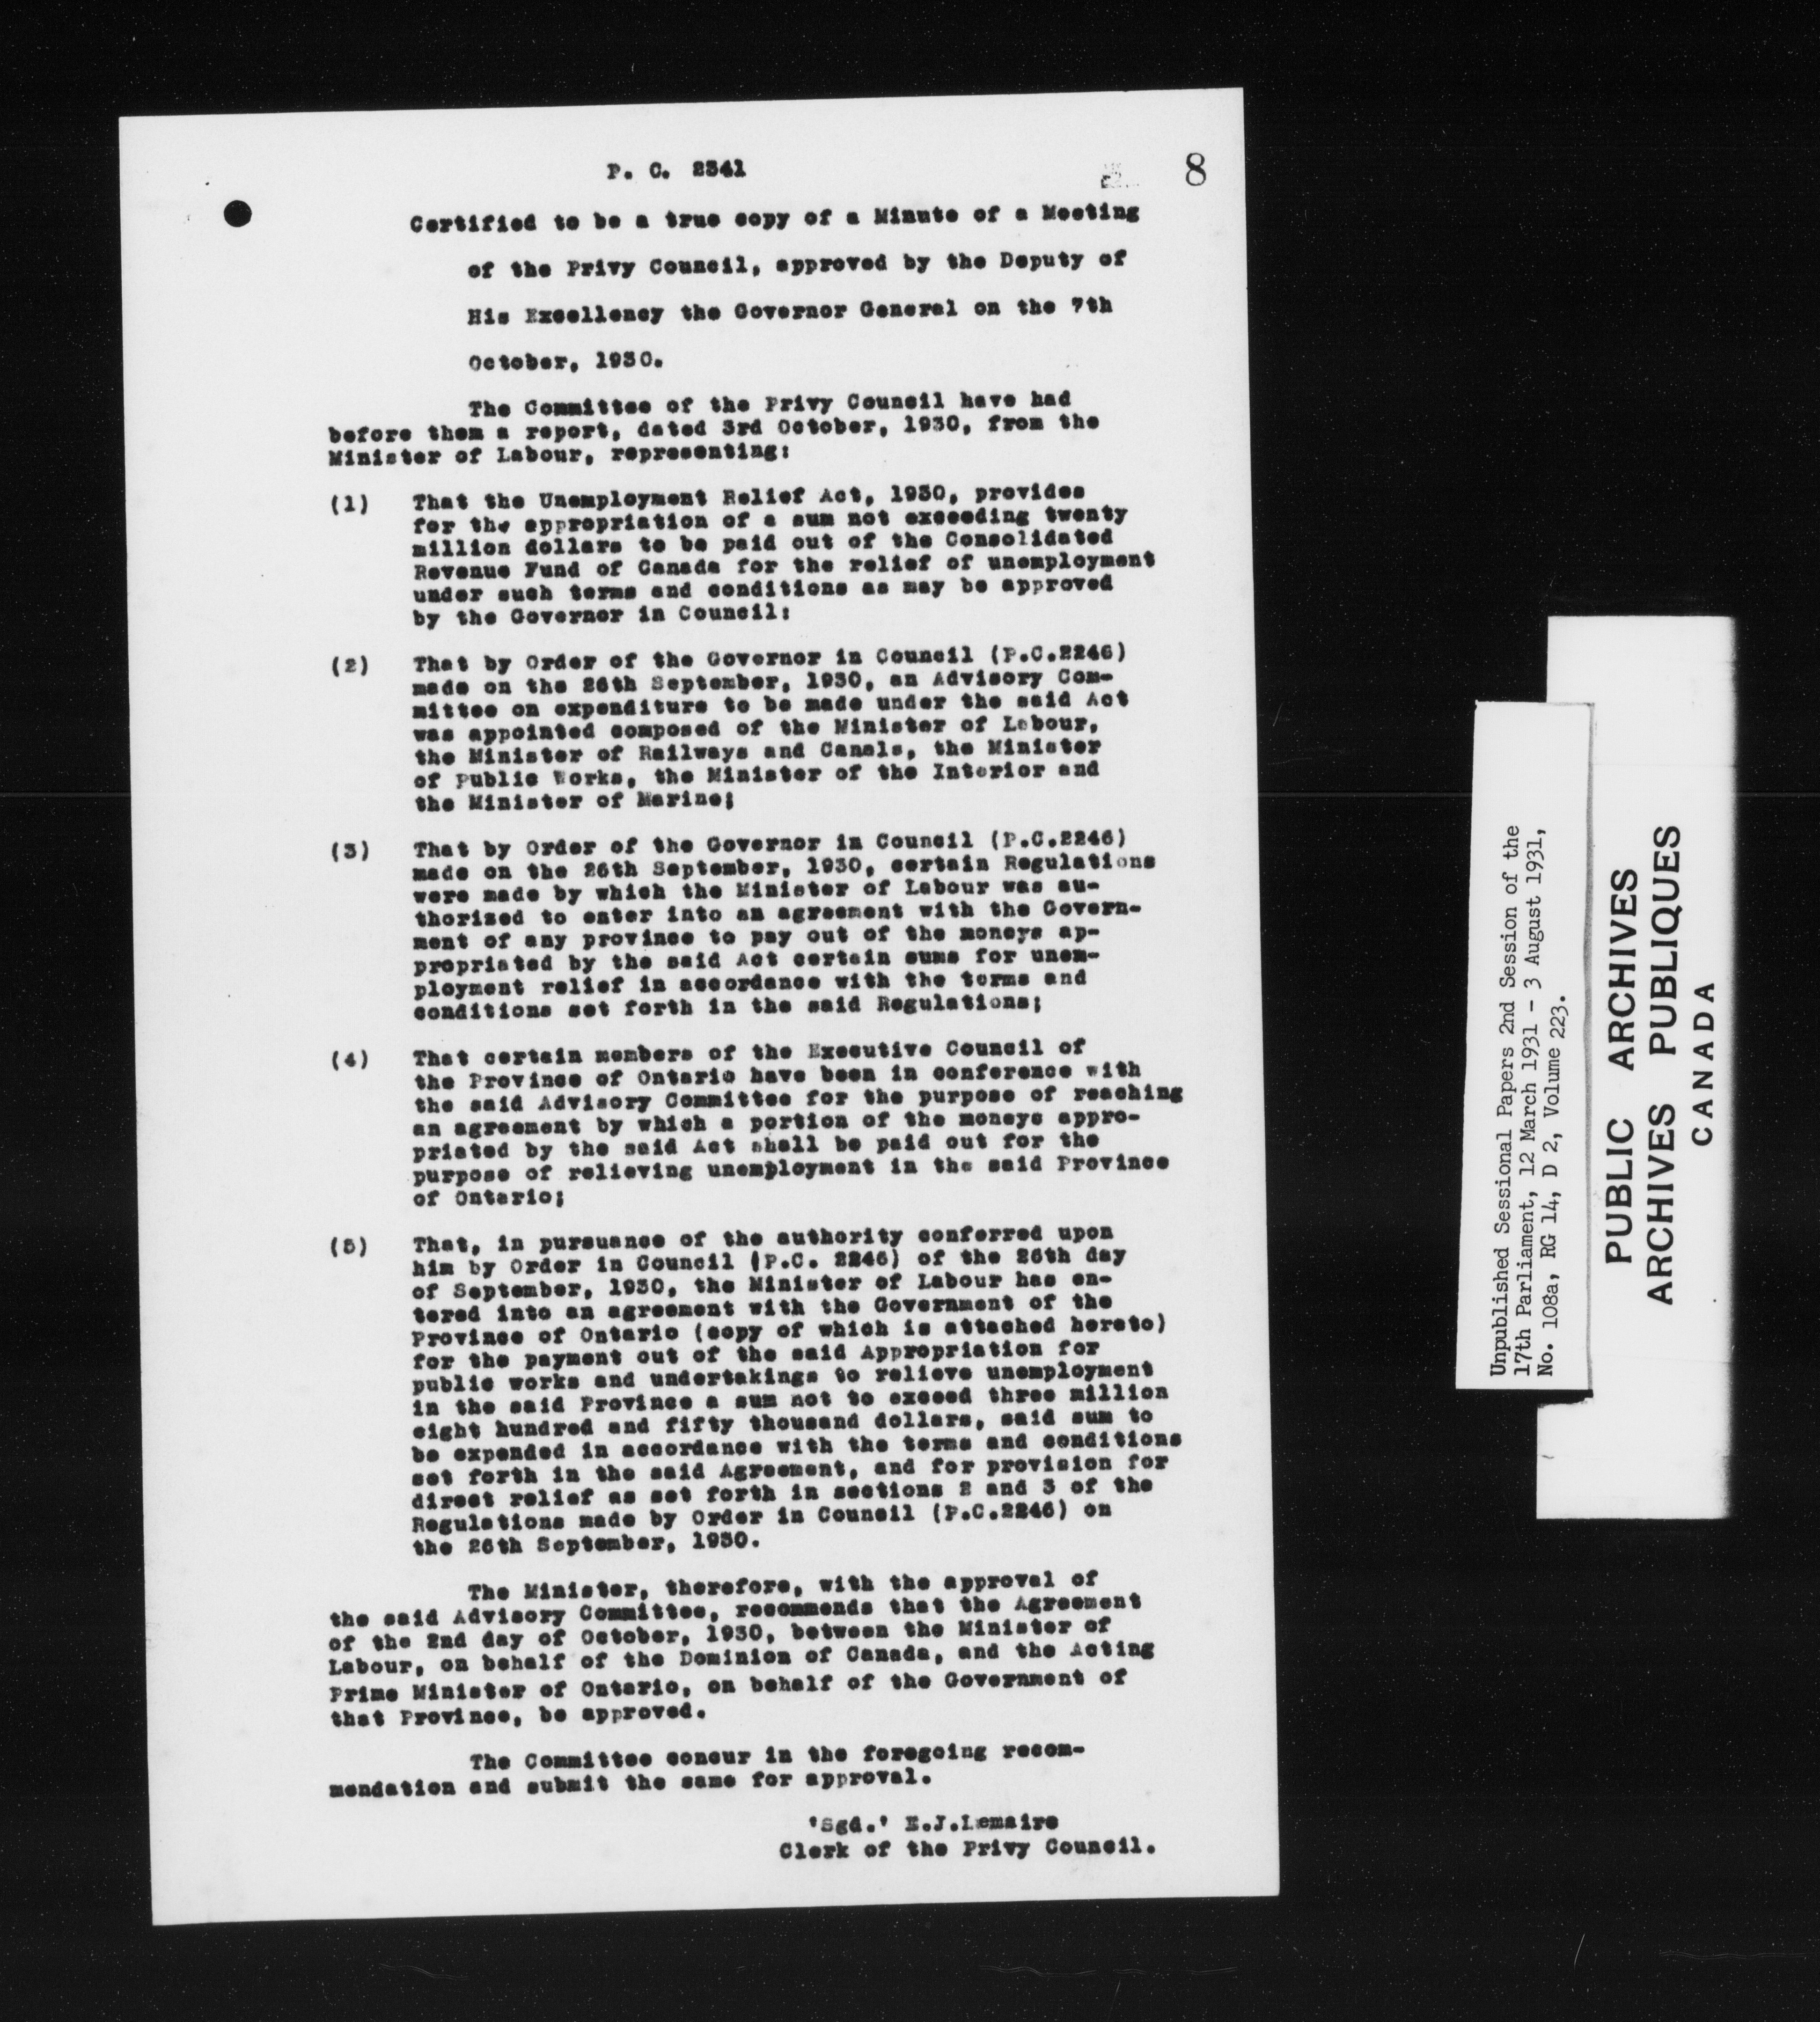 P. C. 2341
8
Certified to be a true copy of a Minute of a Meeting
of the Privy Council, approved by the Deputy of
His Excellency the Governor General on the 7th
October, 1930.
The Committee of the Privy Council have had
before them a report, dated 3rd October, 1930, from the
Minister of Labour, representing:
(1) That the Unemployment Relief Act, 1930, provides
for the appropriation of a sum not exceeding twenty
million dollars to be paid out of the Consolidated
Revenue Fund of Canada for the relief of unemployment
under such terms and conditions as may be approved
by the Governor in Council:
(2) That by Order of the Governor in Council (P.C.2246)
made on the 26th September, 1930, an Advisory Com-
mittee on expenditure to be made under the said Act
was appointed composed of the Minister of Labour,
the Minister of Railways and Canals, the Minister
of Public Works, the Minister of the Interior and
the Minister of Marine;
(3) That by Order of the Governor in Council (P.C.2246)
made on the 26th September, 1930, certain Regulations
were made by which the Minister of Labour was au-
thorized to enter into an agreement with the Govern-
ment of any province to pay out of the moneys ap-
propriated by the said Act certain sums for unem-
ployment relief in accordance with the terms and
conditions set forth in the said Regulations;
(4) That certain members of the Executive Council of
the Province of Ontario have been in conference with
the said Advisory Committee for the purpose of reaching
an agreement by which a portion of the moneys appro-
priated by the said Act shall be paid out for the
purpose of relieving unemployment in the said Province
of Ontario;
(5) That, in pursuance of the authority conferred upon
him by Order in Council (P.C. 2246) of the 26th day
of September, 1930, the Minister of Labour has en-
tered into an agreement with the Government of the
Province of Ontario (copy of which is attached hereto)
for the payment out of the said Appropriation for
public works and undertakings to relieve unemployment
in the said Province a sum not to exceed three million
eight hundred and fifty thousand dollars, said sum to
be expended in accordance with the terms and conditions
set forth in the said Agreement, and for provision for
direct relief as set forth in sections 2 and 3 of the
Regulations made by Order in Council (P.C.2246) on
the 26th September, 1930.
The Minister, therefore, with the approval of
the said Advisory Committee, recommends that the Agreement
of the 2nd day of October, 1930, between the Minister of
Labour, on behalf of the Dominion of Canada, and the Acting
Prime Minister of Ontario, on behalf of the Government of
that Province, be approved.
The Committee concur in the foregoing recom-
mendation and submit the same for approval.
'Sgd.' E.J.Lemaire
Clerk of the Privy Council.
Unpublished Sessional Papers 2nd Session of the
17th Parliament, 12 March 1931 - 3 August 1931,
No. 108a, RG 14, D 2, Volume 223.
PUBLIC ARCHIVES
ARCHIVES PUBLIQUES
CANADA